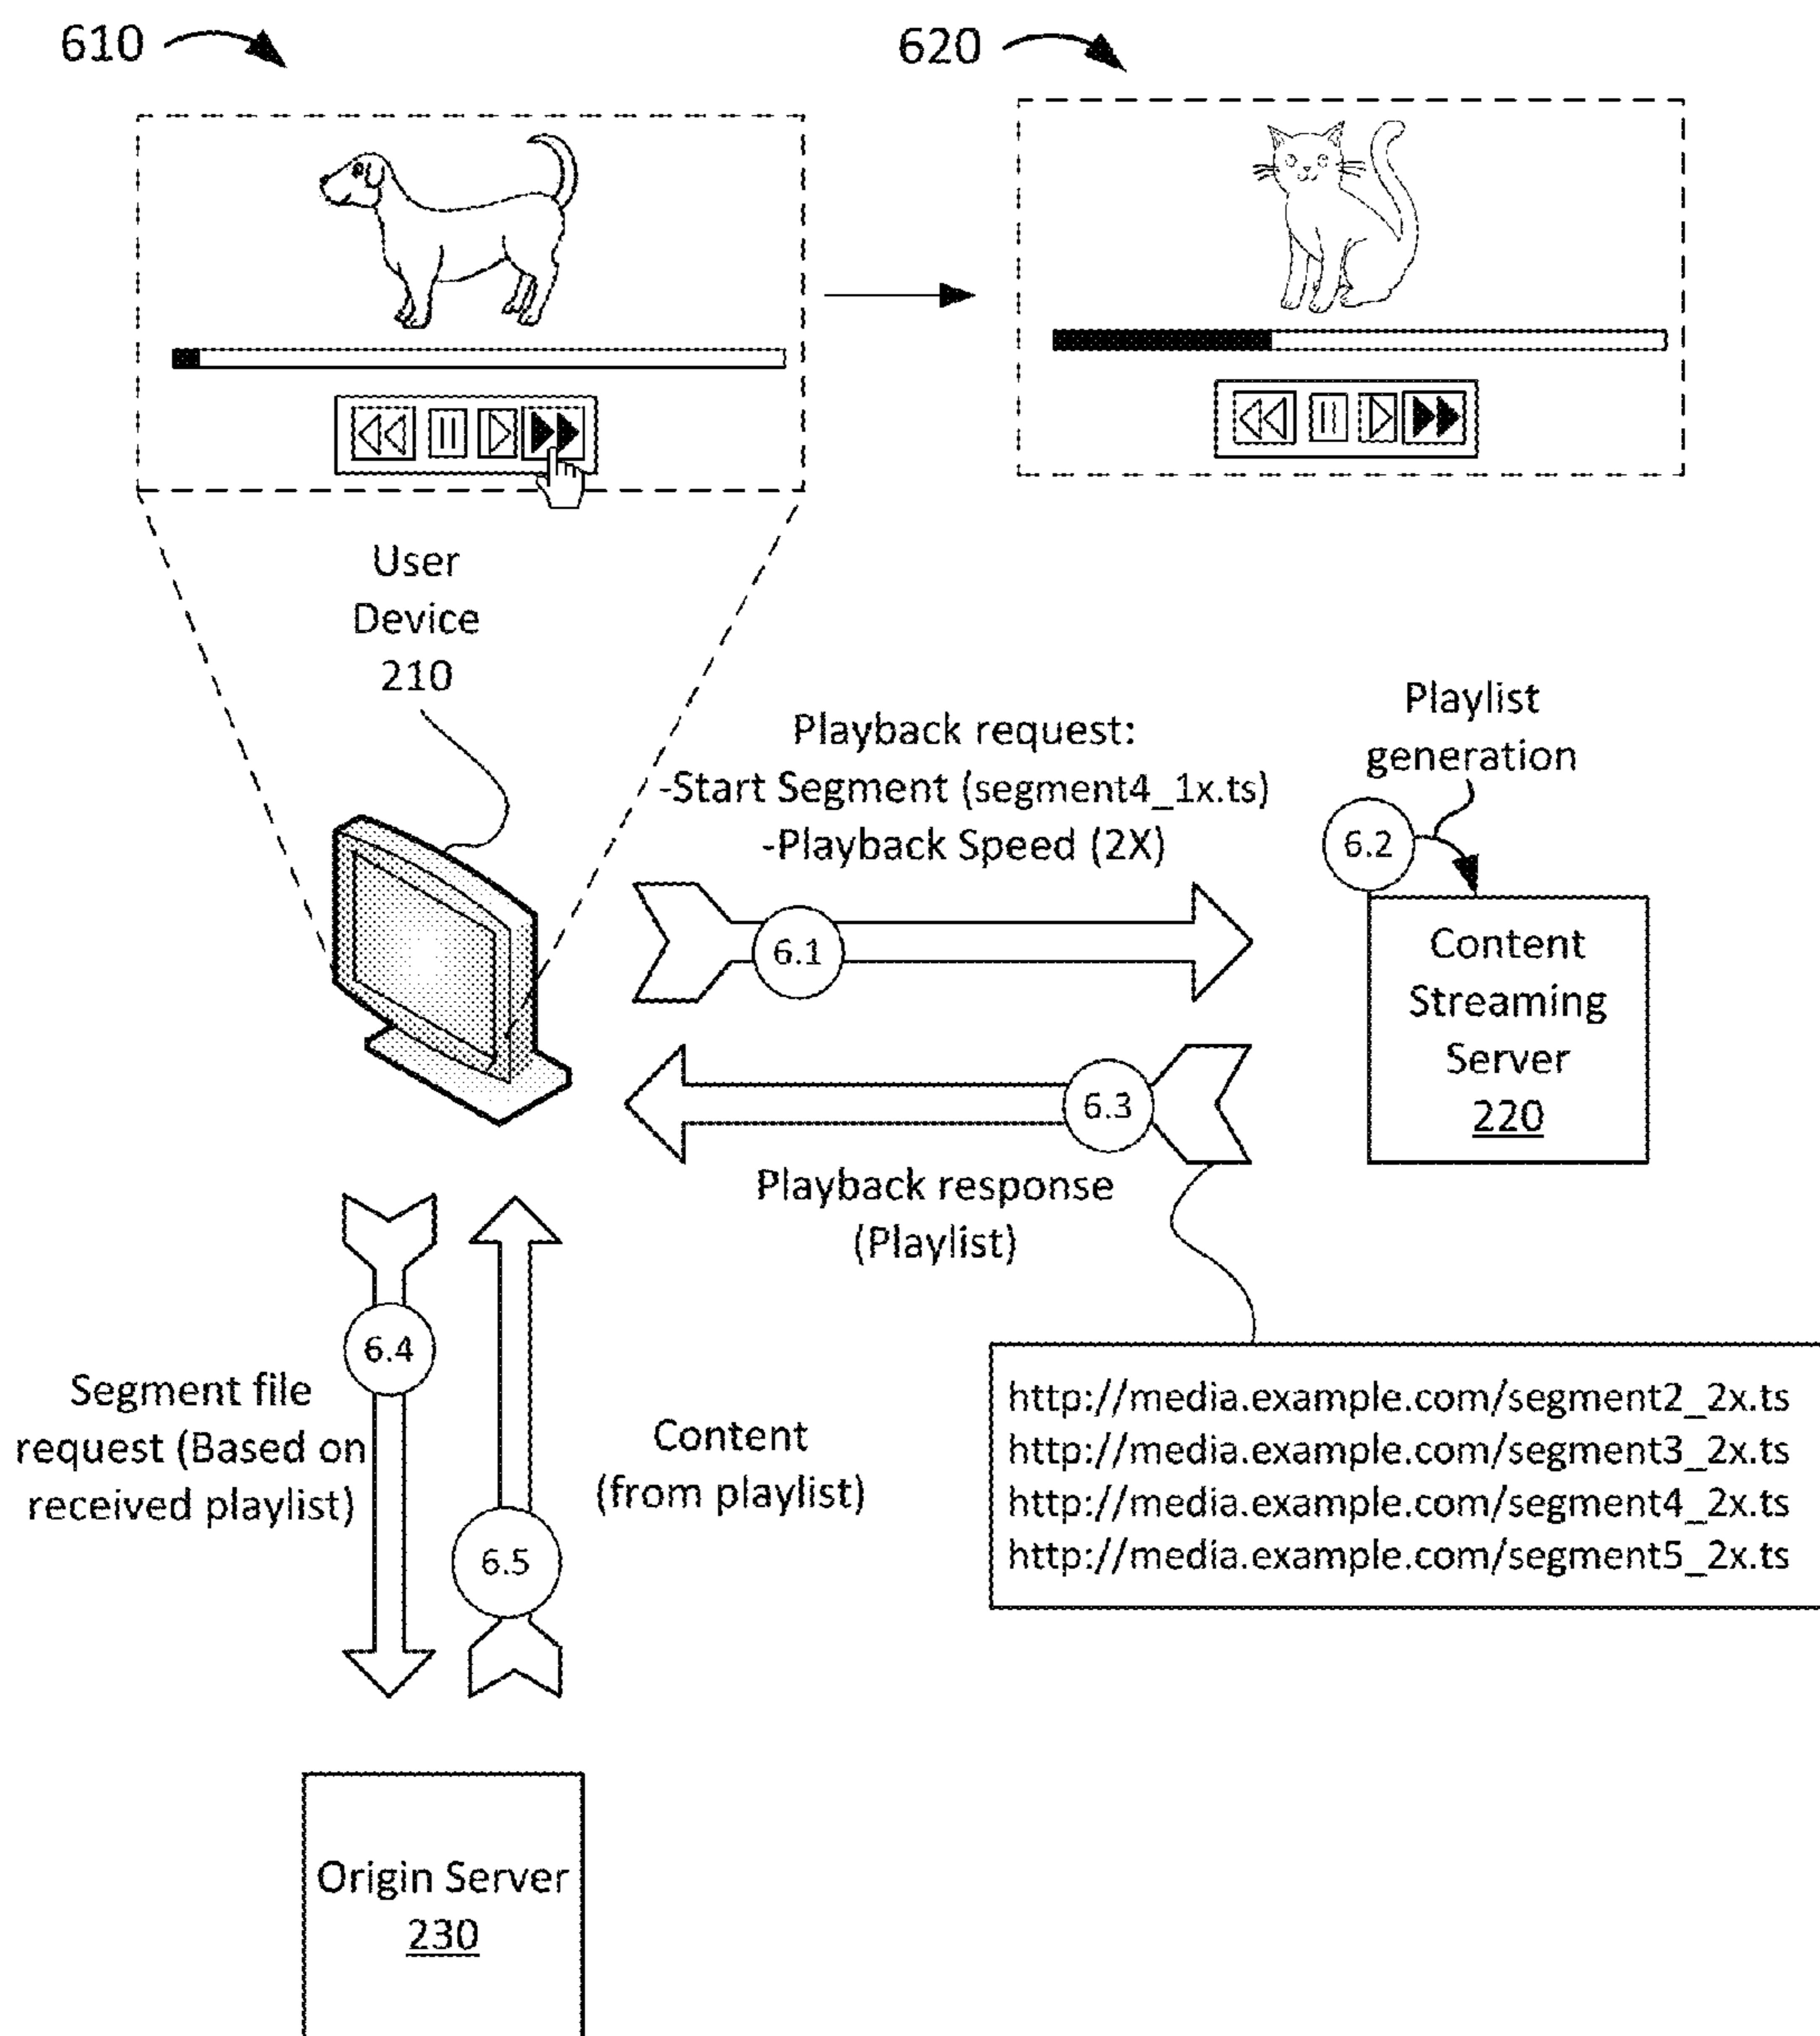 610
620
User
Device
210
Playback request:
-Start Segment (segment4_1x.ts)
-Playback Speed (2X)
Playlist
generation
6.2
6.1
Content
Streaming
Server
220
6.3
Playback response
(Playlist)
6.4
Segment file
request (Based on
received playlist)
Content
(from playlist)
6.5
http://media.example.com/segment2_2x.ts
http://media.example.com/segment3_2x.ts
http://media.example.com/segment4_2x.ts
http://media.example.com/segment5_2x.ts
Origin Server
230